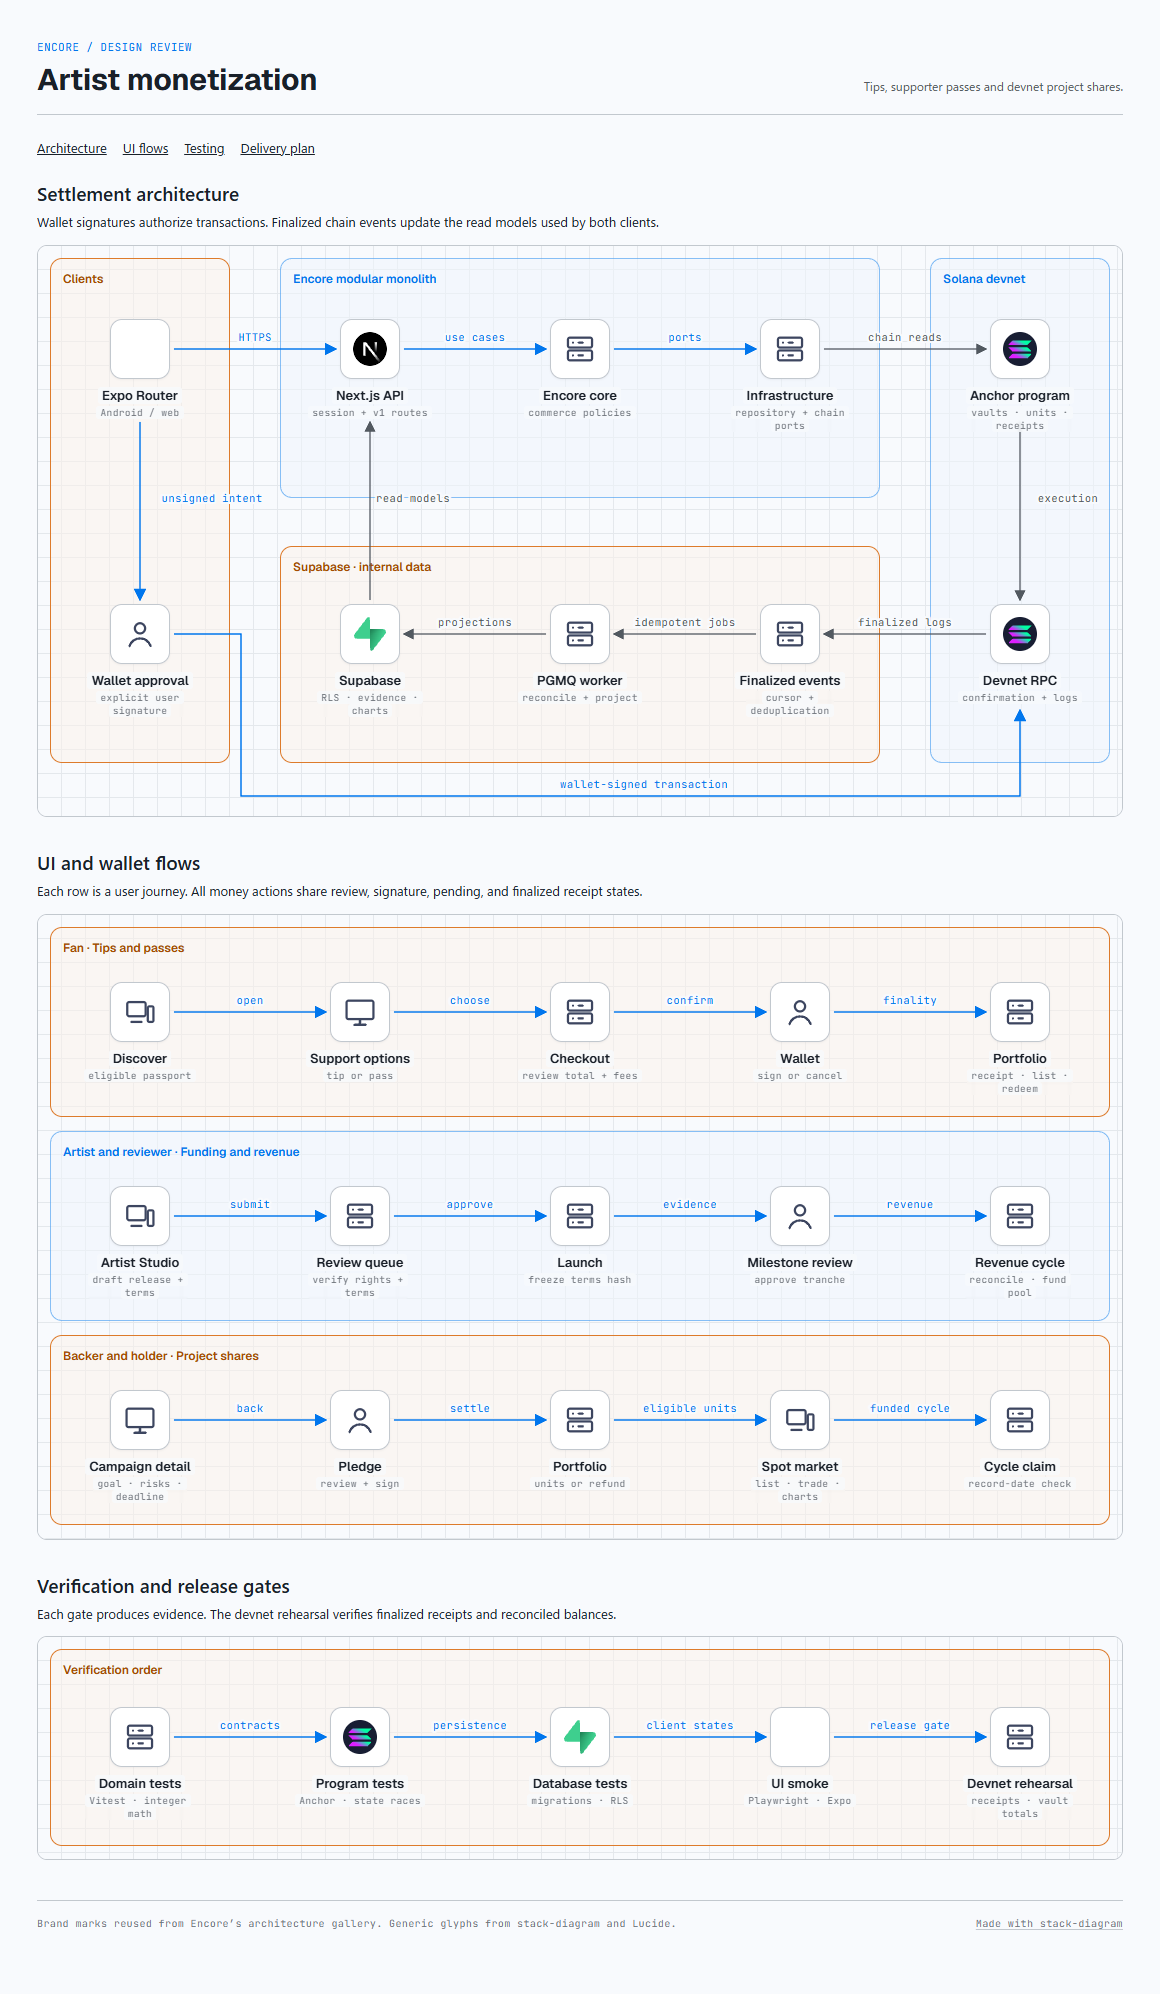 ENCORE / DESIGN REVIEW
Artist monetization
Tips, supporter passes and devnet project shares.
Architecture UI flows Testing Delivery plan
Settlement architecture
Wallet signatures authorize transactions. Finalized chain events update the read models used by both clients.
Clients
Encore modular monolith
Solana devnet
HTTPS
use cases
ports
chain reads
Expo Router
Android / web
Next.js API
session + v1 routes
Encore core
commerce policies
Infrastructure
repository + chain
ports
Anchor program
vaults · units ·
receipts
unsigned intent
read models
execution
Supabase · internal data
projections
idempotent jobs
finalized logs
Wallet approval
explicit user
signature
Supabase
RLS · evidence ·
charts
PGMQ worker
reconcile + project
Finalized events
cursor +
deduplication
Devnet RPC
confirmation + logs
wallet-signed transaction
UI and wallet flows
Each row is a user journey. All money actions share review, signature, pending, and finalized receipt states.
Fan · Tips and passes
open
choose
confirm
finality
Discover
eligible passport
Support options
tip or pass
Checkout
review total + fees
Wallet
sign or cancel
Portfolio
receipt · list ·
redeem
Artist and reviewer · Funding and revenue
submit
approve
evidence
revenue
Artist Studio
draft release +
terms
Review queue
verify rights +
terms
Launch
freeze terms hash
Milestone review
approve tranche
Revenue cycle
reconcile · fund
pool
Backer and holder · Project shares
back
settle
eligible units
funded cycle
Campaign detail
goal · risks ·
deadline
Pledge
review + sign
Portfolio
units or refund
Spot market
list · trade ·
charts
Cycle claim
record-date check
Verification and release gates
Each gate produces evidence. The devnet rehearsal verifies finalized receipts and reconciled balances.
Verification order
contracts
persistence
client states
release gate
Domain tests
Vitest · integer
math
Program tests
Anchor · state races
Database tests
migrations · RLS
UI smoke
Playwright · Expo
Devnet rehearsal
receipts · vault
totals
Brand marks reused from Encore’s architecture gallery. Generic glyphs from stack-diagram and Lucide.
Made with stack-diagram